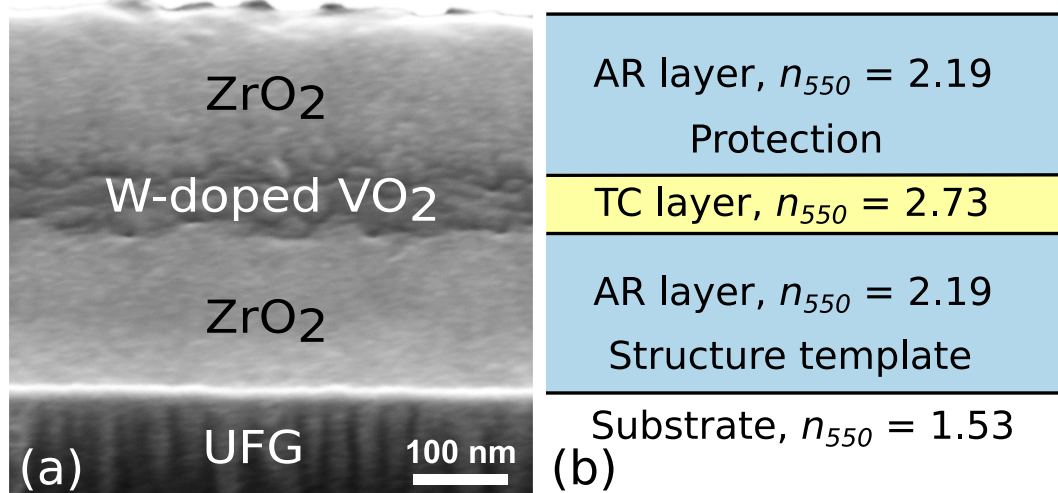 ZrO2
W-doped VO2
ZrO2
UFG
100 nm
(a)
AR layer, n550 = 2.19
Protection
TC layer, n550 = 2.73
AR layer, n550 = 2.19
Structure template
Substrate, n550 = 1.53
(b)